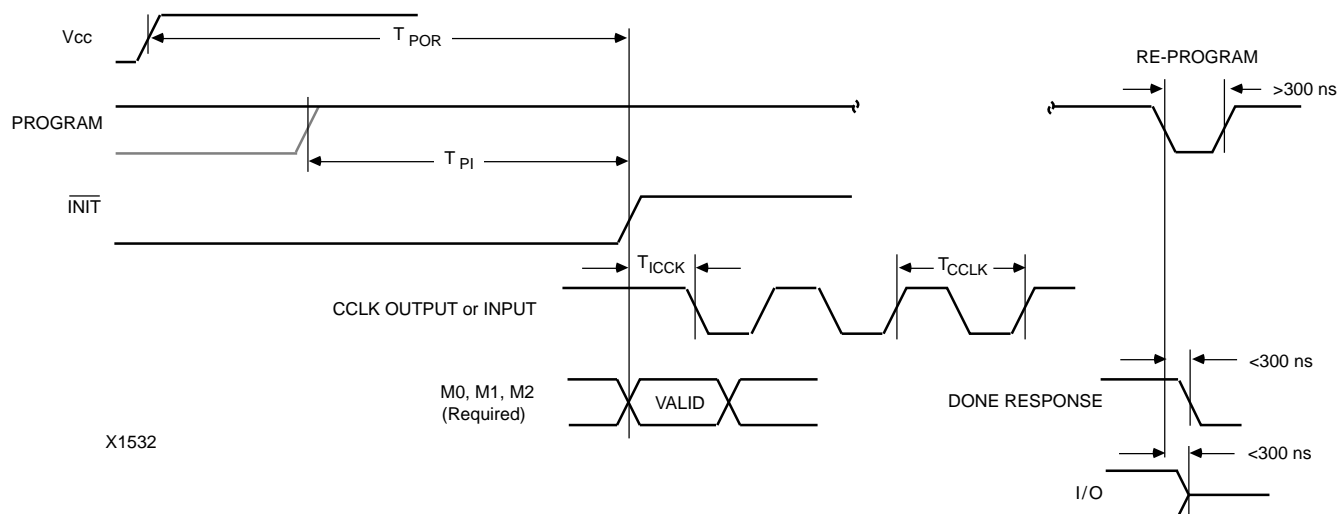 Vcc
T POR
RE-PROGRAM
>300 ns
PROGRAM
T PI
INIT
T ICCK
T CCLK
CCLK OUTPUT or INPUT
<300 ns
M0, M1, M2
(Required)
VALID
DONE RESPONSE
X1532
<300 ns
I/O